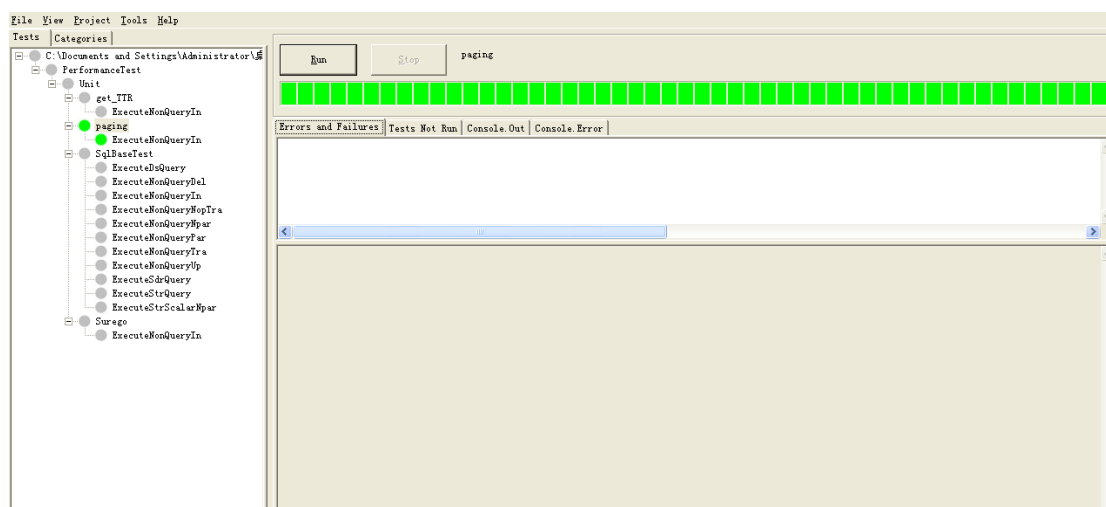 File View Project Tools Help
Tests Categories
C:\Documents and Settings\Administrator\桌
PerformanceTest
Unit
get_TTR
ExecuteNonQueryIn
paging
ExecuteNonQueryIn
SqlBaseTest
ExecuteDsQuery
ExecuteNonQueryDel
ExecuteNonQueryIn
ExecuteNonQueryNopTra
ExecuteNonQueryNpar
ExecuteNonQueryPar
ExecuteNonQueryTra
ExecuteNonQueryUp
ExecuteSdrQuery
ExecuteStrQuery
ExecuteStrScalarNpar
Surego
ExecuteNonQueryIn
Run Stop paging
Errors and Failures Tests Not Run Console.Out Console.Error